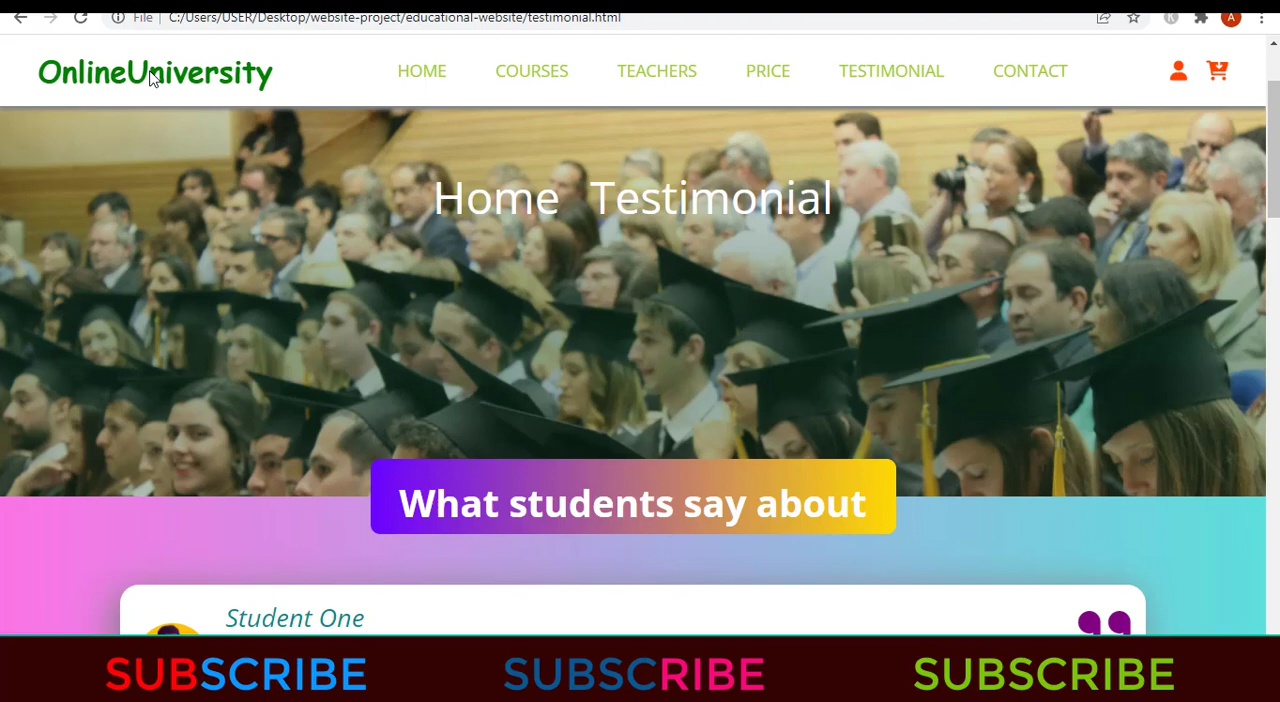 File | C:/Users/USER/Desktop/website-project/educational-website/testimonial.html
A
OnlineUniversity HOME COURSES TEACHERS PRICE TESTIMONIAL CONTACT
Home Testimonial
What students say about
Student One
SUBSCRIBE SUBSCRIBE SUBSCRIBE